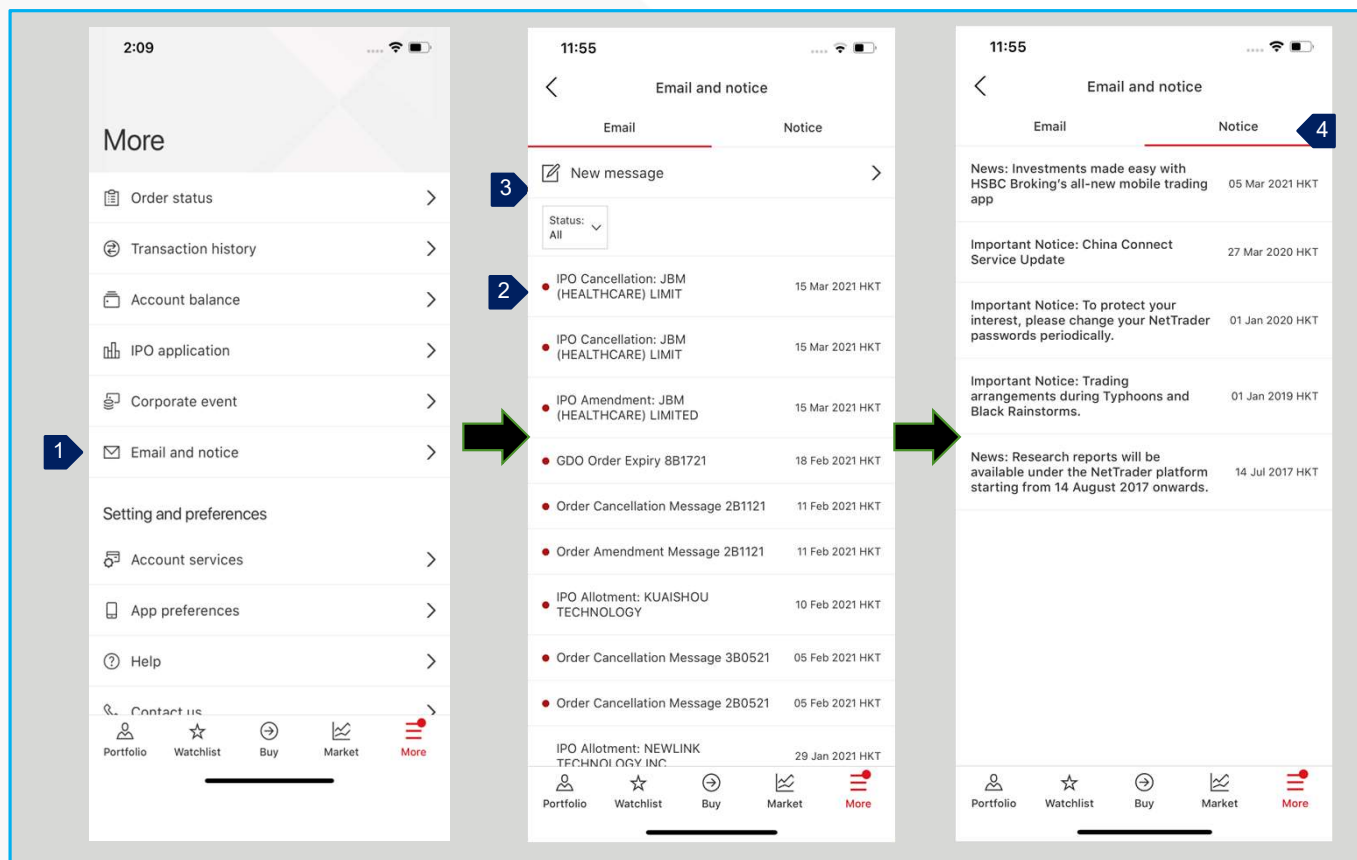 2:09
More
Order status
Transaction history
Account balance
IPO application
Corporate event
1
Email and notice
Setting and preferences
Account services
App preferences
Help
Contact us
Portfolio
Watchlist
Buy
Market
More
11:55
Email and notice
Email
Notice
3
New message
Status:
All
2
IPO Cancellation: JBM
(HEALTHCARE) LIMIT
15 Mar 2021 HKT
IPO Cancellation: JBM
(HEALTHCARE) LIMIT
15 Mar 2021 HKT
IPO Amendment: JBM
(HEALTHCARE) LIMITED
15 Mar 2021 HKT
GDO Order Expiry 8B1721
18 Feb 2021 HKT
Order Cancellation Message 2B1121
11 Feb 2021 HKT
Order Amendment Message 2B1121
11 Feb 2021 HKT
IPO Allotment: KUAISHOU
TECHNOLOGY
10 Feb 2021 HKT
Order Cancellation Message 3B0521
05 Feb 2021 HKT
Order Cancellation Message 2B0521
05 Feb 2021 HKT
IPO Allotment: NEWLINK
TECHNOLOGY INC
29 Jan 2021 HKT
Portfolio
Watchlist
Buy
Market
More
11:55
Email and notice
Email
Notice
4
News: Investments made easy with
HSBC Broking's all-new mobile trading
app
05 Mar 2021 HKT
Important Notice: China Connect
Service Update
27 Mar 2020 HKT
Important Notice: To protect your
interest, please change your NetTrader
passwords periodically.
01 Jan 2020 HKT
Important Notice: Trading
arrangements during Typhoons and
Black Rainstorms.
01 Jan 2019 HKT
News: Research reports will be
available under the NetTrader platform
starting from 14 August 2017 onwards.
14 Jul 2017 HKT
Portfolio
Watchlist
Buy
Market
More